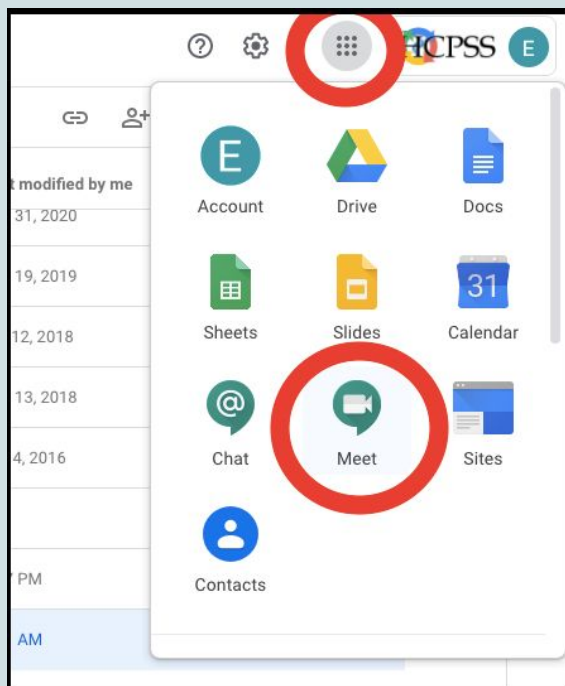 HCPSS E
t modified by me
31, 2020
19, 2019
12, 2018
13, 2018
4, 2016
PM
AM
E
Account Drive Docs
31
Sheets Slides Calendar
@
Chat Meet Sites
Contacts